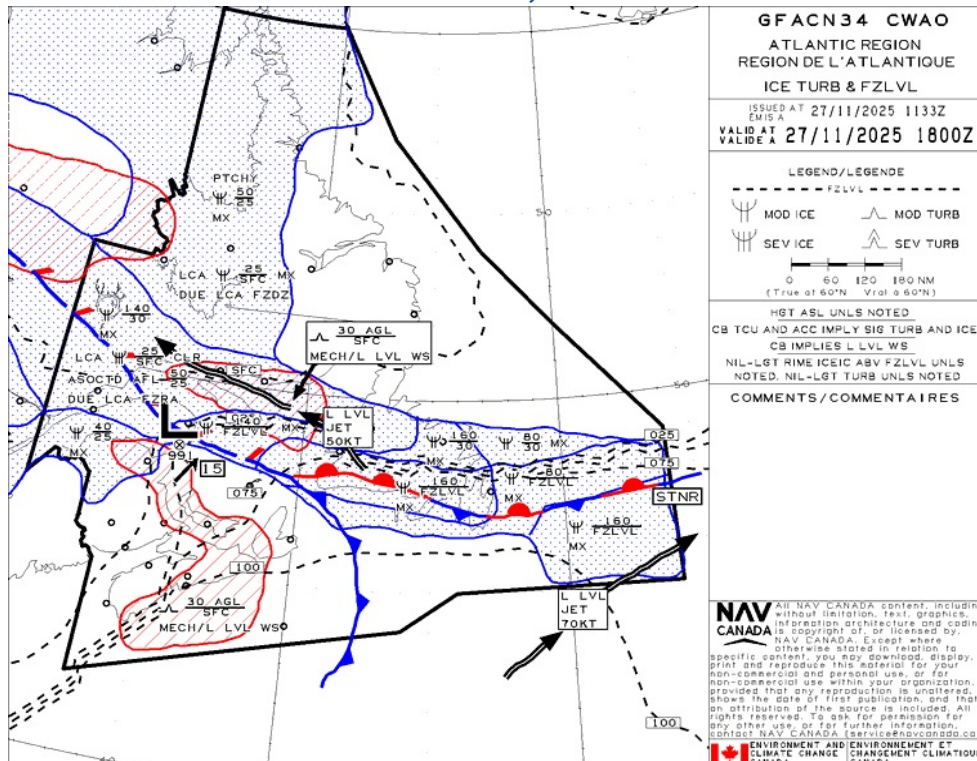 GFACN34 CWAO
ATLANTIC REGION
REGION DE L'ATLANTIQUE
ICE TURB & FZLVL
ISSUED AT 27/11/2025 1133Z
EMIS A
VALID AT 27/11/2025 1800Z
VALIDE A
LEGEND/LEGENDE
FZLVL
MOD ICE
MOD TURB
SEV ICE
SEV TURB
0 60 120 180 NM
(True at 60°N Vrai à 60°N)
HGT ASL UNLS NOTED
CB TCU AND ACC IMPLY SIG TURB AND ICE
CB IMPLIES L LVL WS
NIL-LGT RIME ICEIC ABV FZLVL UNLS
NOTED. NIL-LGT TURB UNLS NOTED
COMMENTS/COMMENTAIRES
PTCHY
50
25
MX
50
LCA 25 MX
SFC
DUE LCA FZDZ
140
30
MX
30 AGL
SFC
MECH/L LVL WS
LCA 25 CLR
SFC
ASOCTD AFL 50
25
DUE LCA FZRA
SFC
50
L LVL
JET
50KT
40
25
MX
140
FZLVL
991
15
160
30
MX
80 MX
30
025
075
80
FZLVL
MX
160
FZLVL
MX
075
STNR
160
FZLVL
MX
100
30 AGL
SFC
MECH/L LVL WS
L LVL
JET
70KT
100
NAV
CANADA
All NAV CANADA content, includin
without limitation, text, graphics,
information architecture and codin
is copyright of, or licensed by,
NAV CANADA. Except where
otherwise stated in relation to
specific content, you may download, display,
print and reproduce this material for your
non-commercial and personal use, or for
non-commercial use within your organization,
provided that any reproduction is unaltered,
shows the date of first publication, and that
an attribution of the source is included. All
rights reserved. To ask for permission for
any other use, or for further information,
contact NAV CANADA (service@navcanada.ca
ENVIRONMENT AND
CLIMATE CHANGE
CANADA
ENVIRONNEMENT ET
CHANGEMENT CLIMATIQU
CANADA